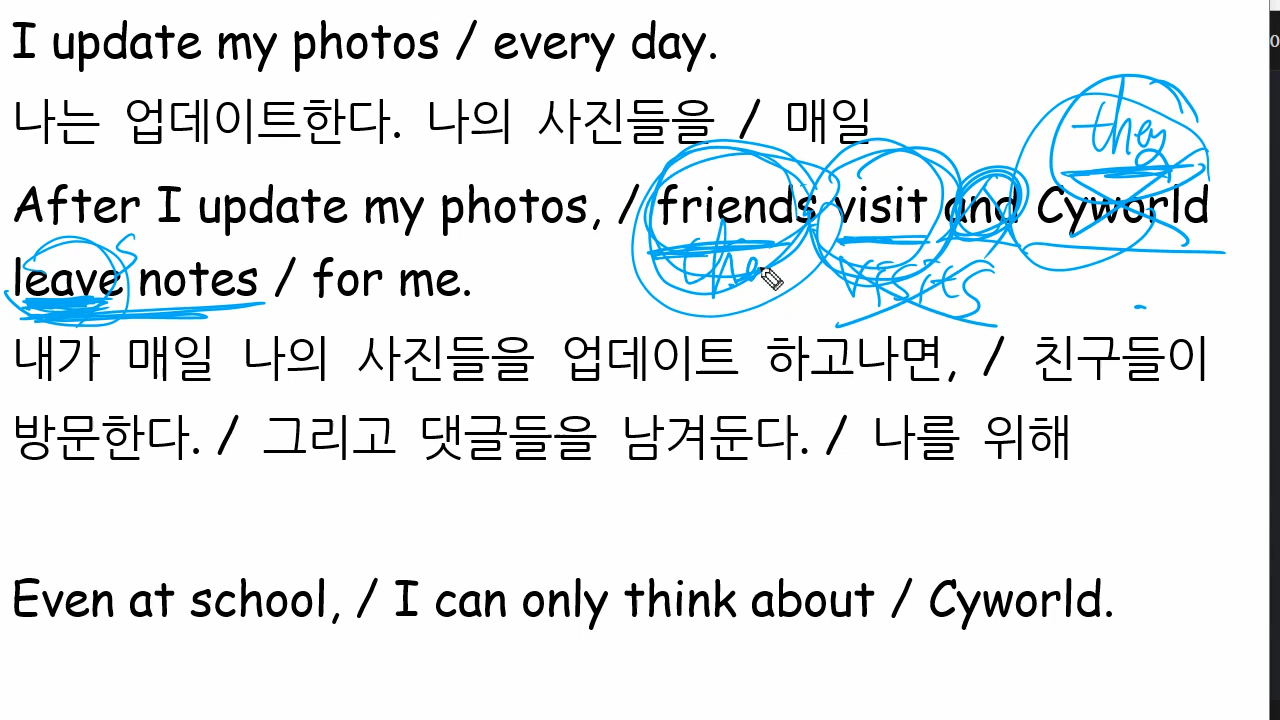 I update my photos / every day.
나는 업데이트한다. 나의 사진들을 / 매일
they
After I update my photos, / friends visit and Cyworld
leave notes / for me.
s
the
visits
내가 매일 나의 사진들을 업데이트 하고나면, / 친구들이
방문한다. / 그리고 댓글들을 남겨둔다. / 나를 위해
Even at school, / I can only think about / Cyworld.